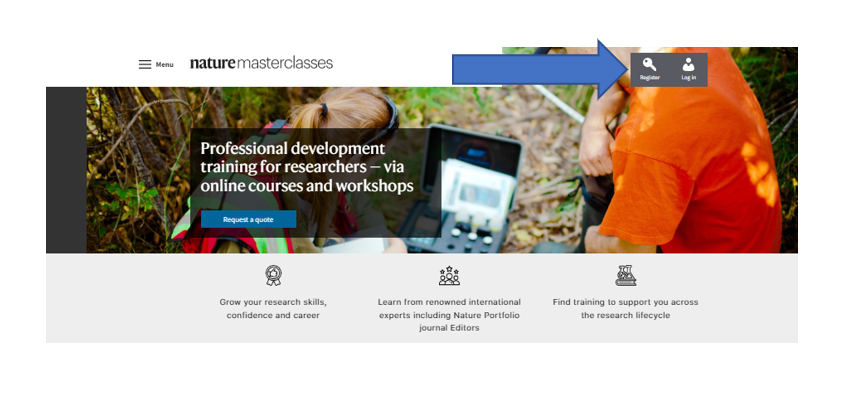 Menu
naturemasterclasses
Register
Log in
Professional development
training for researchers – via
online courses and workshops
Request a quote
Grow your research skills,
confidence and career
Learn from renowned international
experts including Nature Portfolio
journal Editors
Find training to support you across
the research lifecycle